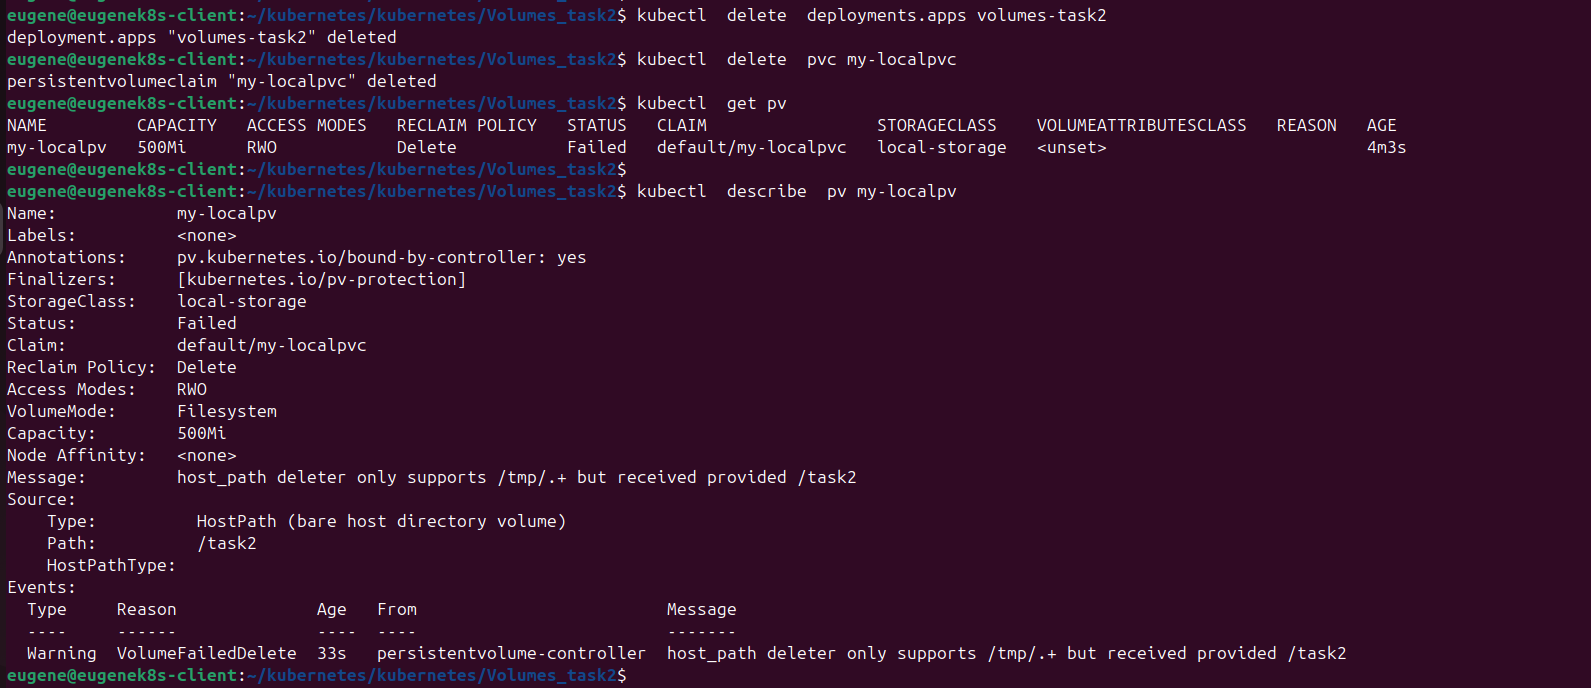 eugene@eugenek8s-client:~/kubernetes/kubernetes/Volumes_task2$ kubectl  delete  deployments.apps volumes-task2
deployment.apps "volumes-task2" deleted
eugene@eugenek8s-client:~/kubernetes/kubernetes/Volumes_task2$ kubectl  delete  pvc my-localpvc
persistentvolumeclaim "my-localpvc" deleted
eugene@eugenek8s-client:~/kubernetes/kubernetes/Volumes_task2$ kubectl  get pv
NAME         CAPACITY   ACCESS MODES   RECLAIM POLICY   STATUS   CLAIM                 STORAGECLASS    VOLUMEATTRIBUTESCLASS   REASON   AGE
my-localpv   500Mi      RWO            Delete           Failed   default/my-localpvc   local-storage   <unset>                          4m3s
eugene@eugenek8s-client:~/kubernetes/kubernetes/Volumes_task2$
eugene@eugenek8s-client:~/kubernetes/kubernetes/Volumes_task2$ kubectl  describe  pv my-localpv
Name:            my-localpv
Labels:          <none>
Annotations:     pv.kubernetes.io/bound-by-controller: yes
Finalizers:      [kubernetes.io/pv-protection]
StorageClass:    local-storage
Status:          Failed
Claim:           default/my-localpvc
Reclaim Policy:  Delete
Access Modes:    RWO
VolumeMode:      Filesystem
Capacity:        500Mi
Node Affinity:   <none>
Message:         host_path deleter only supports /tmp/.+ but received provided /task2
Source:
    Type:          HostPath (bare host directory volume)
    Path:          /task2
    HostPathType:
Events:
  Type     Reason              Age   From                         Message
  ----     ------              ----  ----                         -------
  Warning  VolumeFailedDelete  33s   persistentvolume-controller  host_path deleter only supports /tmp/.+ but received provided /task2
eugene@eugenek8s-client:~/kubernetes/kubernetes/Volumes_task2$